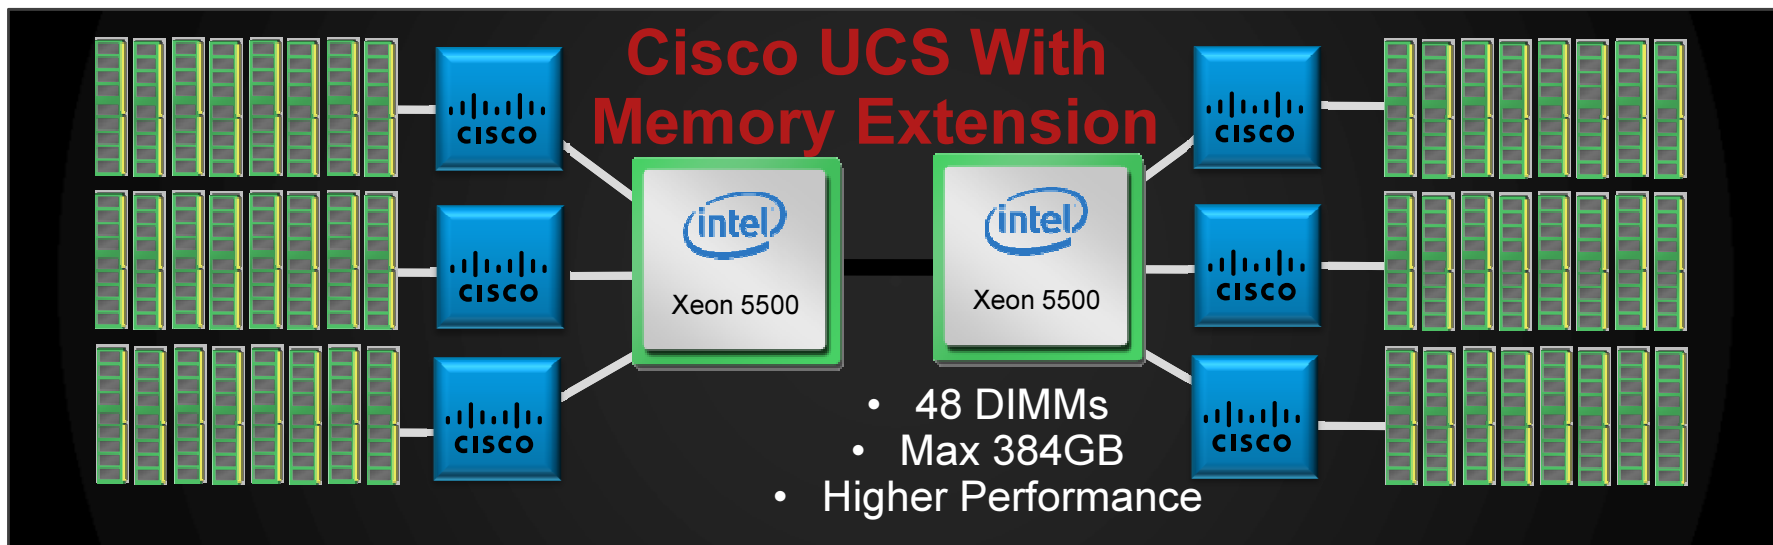 Cisco UCS With
Memory Extension
CISCO
CISCO
CISCO
intel
Xeon 5500
intel
Xeon 5500
CISCO
CISCO
CISCO
• 48 DIMMs
• Max 384GB
• Higher Performance